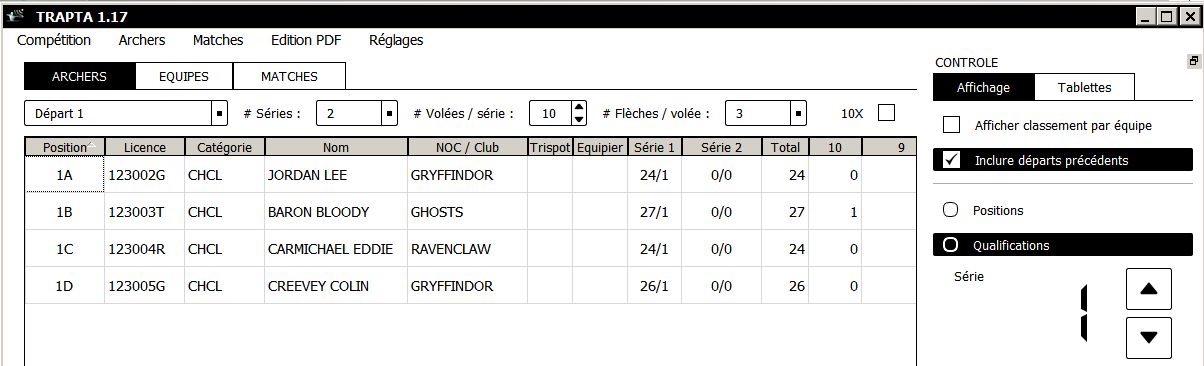 TRAPTA 1.17
Compétition Archers Matches Edition PDF Réglages
ARCHERS EQUIPES MATCHES
Départ 1 # Séries : 2 # Volées / série : 10 # Flèches / volée : 3 10X
Position Licence Catégorie Nom NOC / Club Trispot Equipier Série 1 Série 2 Total 10 9
1A 123002G CHCL JORDAN LEE GRYFFINDOR 24/1 0/0 24 0
1B 123003T CHCL BARON BLOODY GHOSTS 27/1 0/0 27 1
1C 123004R CHCL CARMICHAEL EDDIE RAVENCLAW 24/1 0/0 24 0
1D 123005G CHCL CREEVEY COLIN GRYFFINDOR 26/1 0/0 26 0
CONTROLE
Affichage Tablettes
Afficher classement par équipe
Inclure départs précédents
Positions
Qualifications
Série